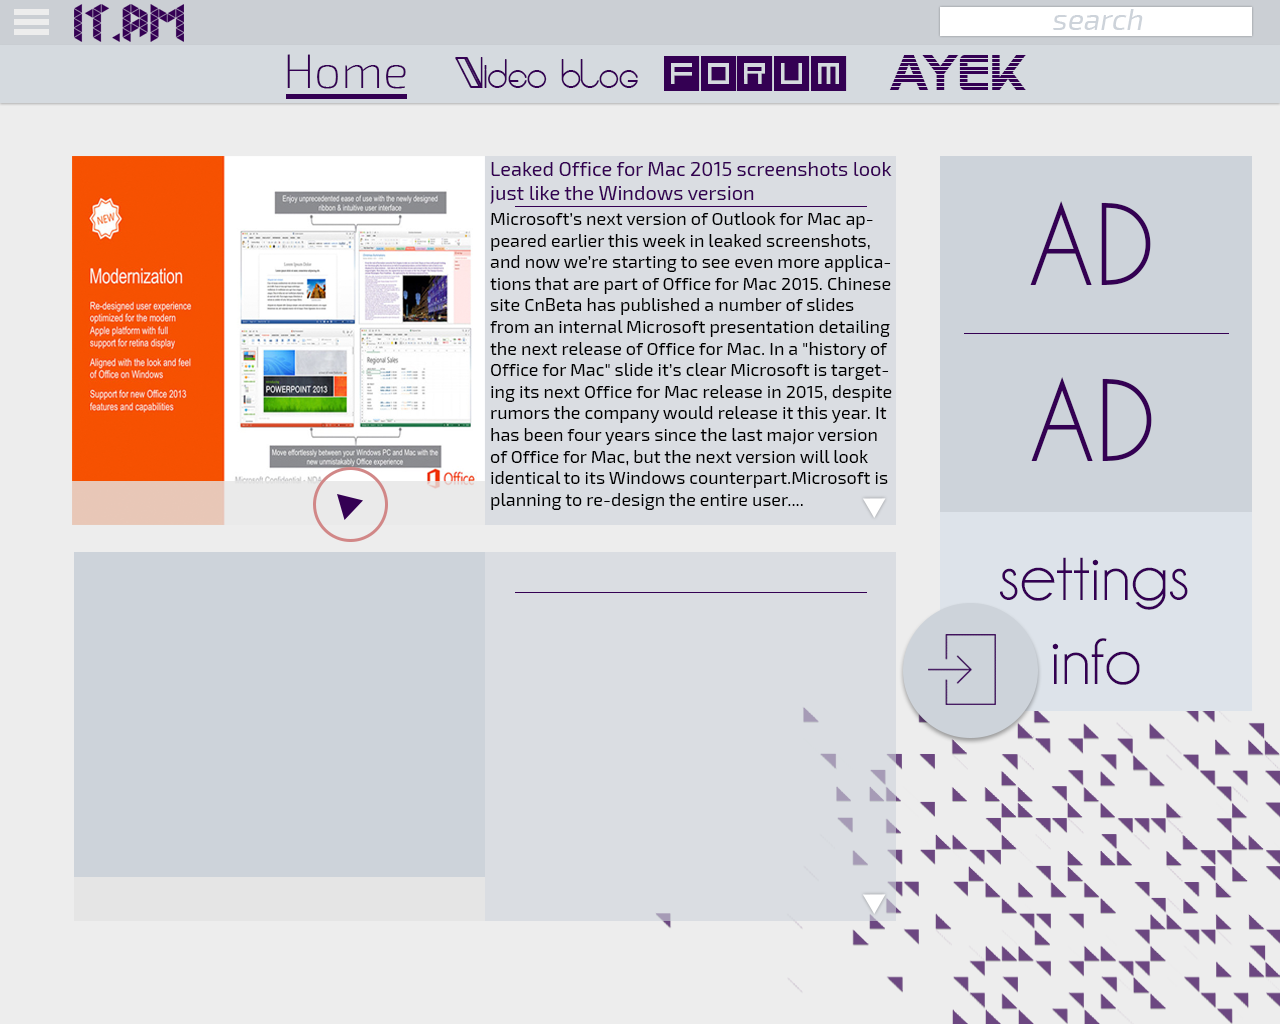 IT.AM
search
Home
Video blog
FORUM
AYEK
NEW
Modernization
Re-designed user experience
optimized for the modern
Apple platform with full
support for retina display
Aligned with the look and feel
of Office on Windows
Support for new Office 2013
features and capabilities
Enjoy unprecedented ease of use with the newly designed
ribbon & intuitive user interface
Regional Sales
POWERPOINT 2013
Move effortlessly between your Windows PC and Mac with the
new unmistakably Office experience
Microsoft Confidential - NDA
Office
Leaked Office for Mac 2015 screenshots look
just like the Windows version
Microsoft's next version of Outlook for Mac ap-
peared earlier this week in leaked screenshots,
and now we're starting to see even more applica-
tions that are part of Office for Mac 2015. Chinese
site CnBeta has published a number of slides
from an internal Microsoft presentation detailing
the next release of Office for Mac. In a "history of
Office for Mac" slide it's clear Microsoft is target-
ing its next Office for Mac release in 2015, despite
rumors the company would release it this year. It
has been four years since the last major version
of Office for Mac, but the next version will look
identical to its Windows counterpart.Microsoft is
planning to re-design the entire user....
AD
AD
settings
info